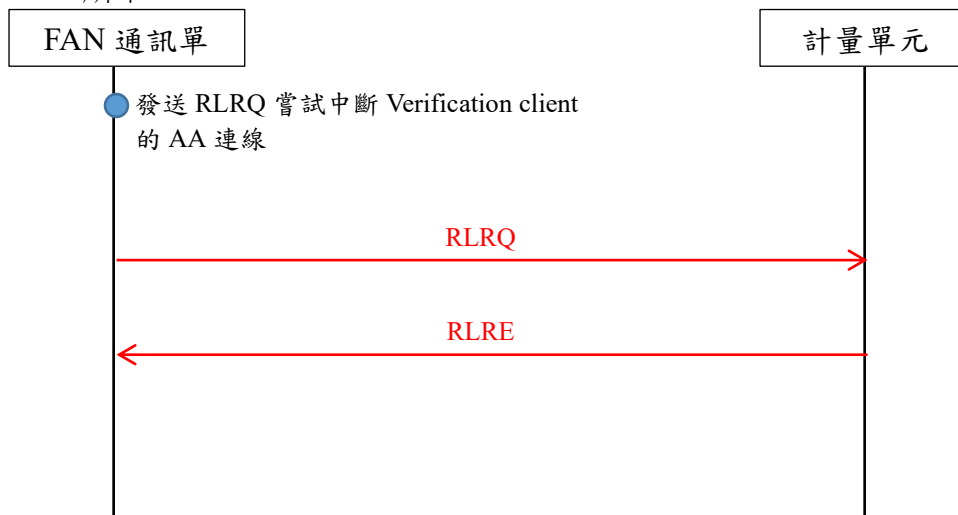 FAN 通訊單
計量單元
發送 RLRQ 嘗試中斷 Verification client
的 AA 連線
RLRQ
RLRE